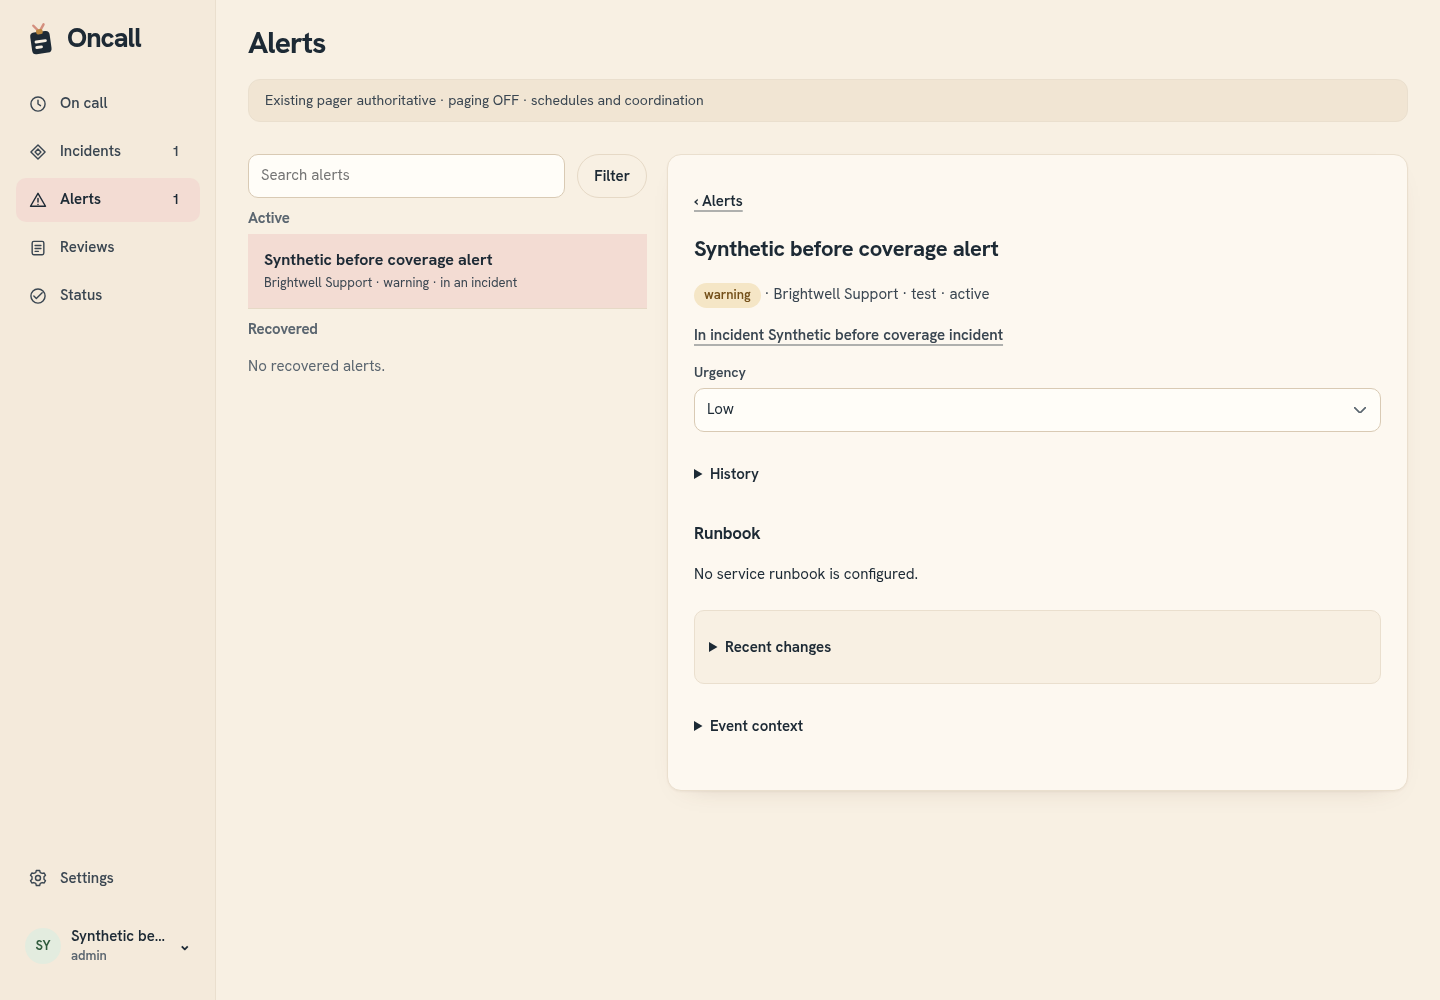 Oncall
On call
Incidents 1
Alerts 1
Reviews
Status
Settings
SY
Synthetic be...
admin
Alerts
Existing pager authoritative · paging OFF · schedules and coordination
Search alerts
Filter
Active
Synthetic before coverage alert
Brightwell Support · warning · in an incident
Recovered
No recovered alerts.
‹ Alerts
Synthetic before coverage alert
warning · Brightwell Support · test · active
In incident Synthetic before coverage incident
Urgency
Low
History
Runbook
No service runbook is configured.
Recent changes
Event context